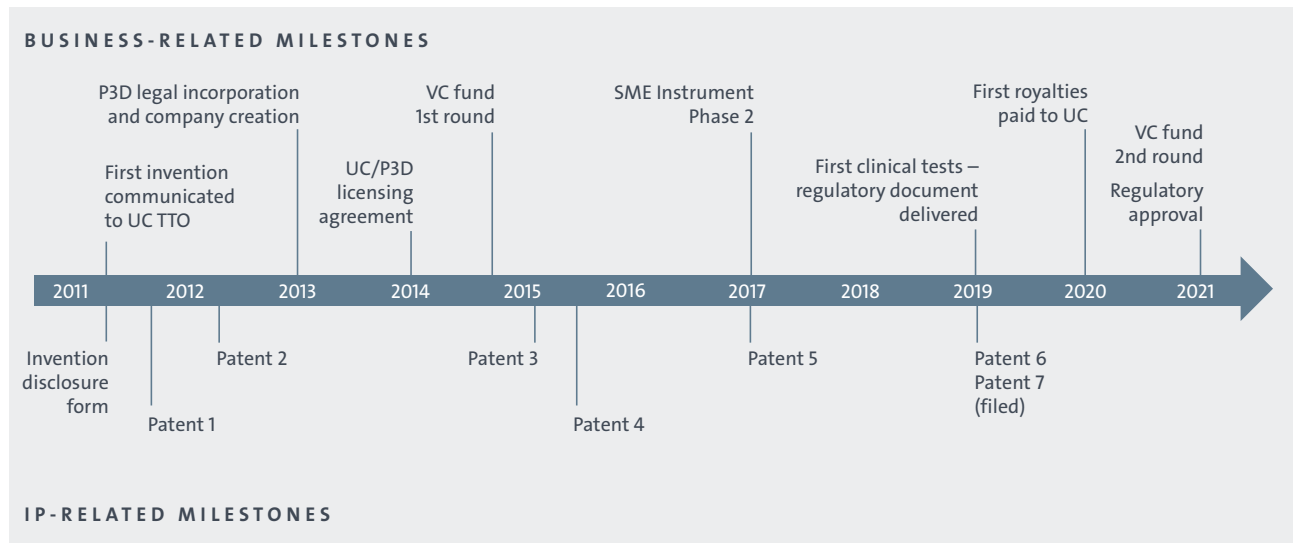 BUSINESS-RELATED MILESTONES
P3D legal incorporation
and company creation
VC fund
1st round
SME Instrument
Phase 2
First royalties
paid to UC
VC fund
2nd round
First invention
communicated
to UC TTO
UC/P3D
licensing
agreement
First clinical tests –
regulatory document
delivered
Regulatory
approval
2011 2012 2013 2014 2015 2016 2017 2018 2019 2020 2021
Invention
disclosure
form
Patent 1
Patent 2
Patent 3
Patent 4
Patent 5
Patent 6
Patent 7
(filed)
IP-RELATED MILESTONES